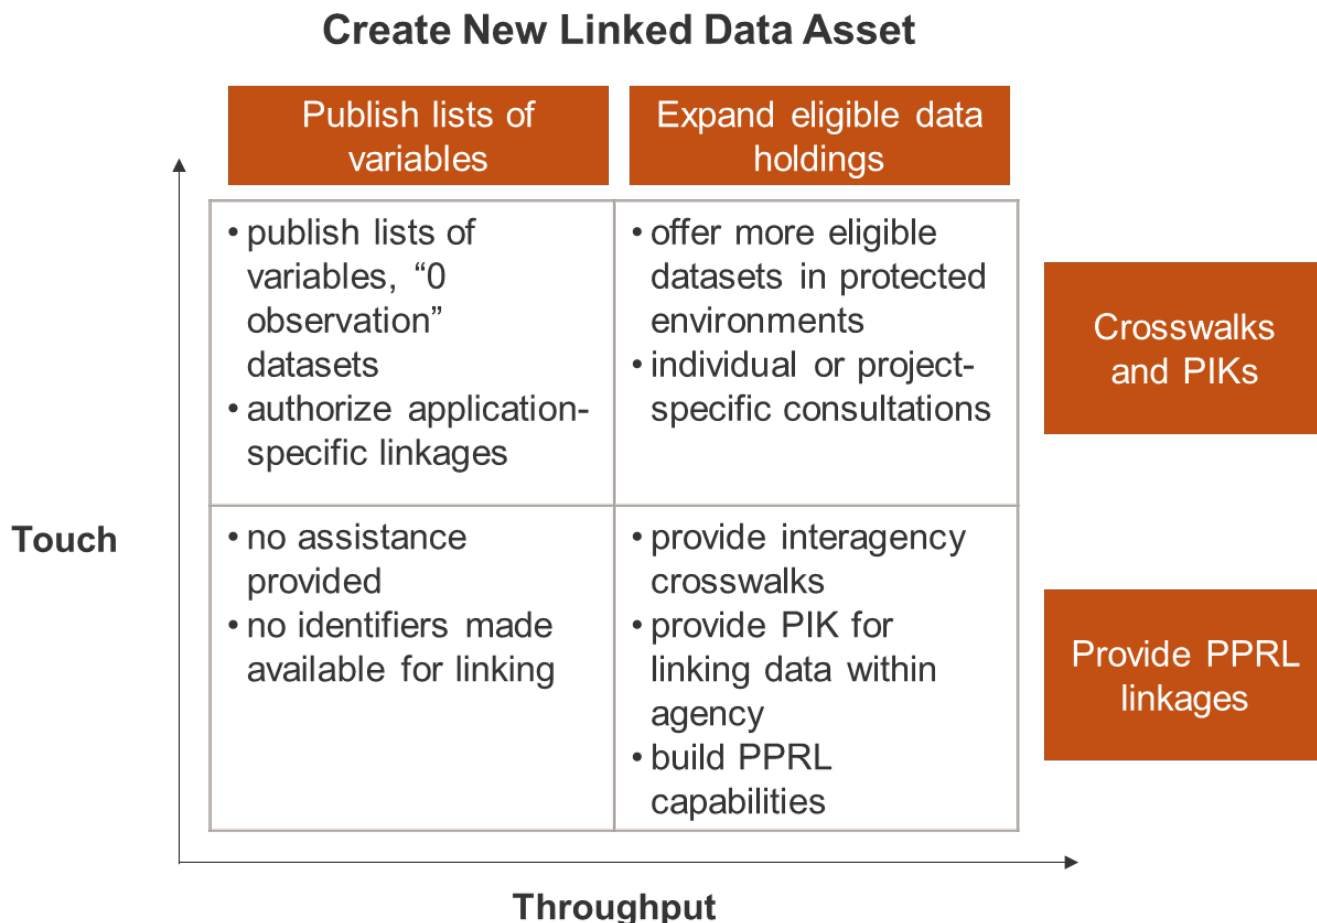 Create New Linked Data Asset
Publish lists of
variables
Expand eligible data
holdings
• publish lists of
variables, “0
observation”
datasets
• authorize application-
specific linkages
• offer more eligible
datasets in protected
environments
• individual or project-
specific consultations
Crosswalks
and PIKs
Touch
• no assistance
provided
• no identifiers made
available for linking
• provide interagency
crosswalks
• provide PIK for
linking data within
agency
• build PPRL
capabilities
Provide PPRL
linkages
Throughput